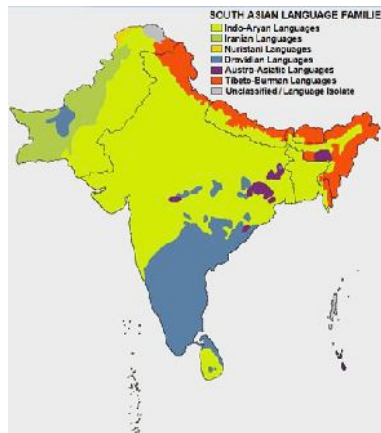 SOUTH ASIAN LANGUAGE FAMILIE
Indo-Aryan Languages
Iranian Languages
Nuristani Languages
Dravidian Languages
Austro-Asiatic Languages
Tibeto-Burman Languages
Unclassified / Language Isolate